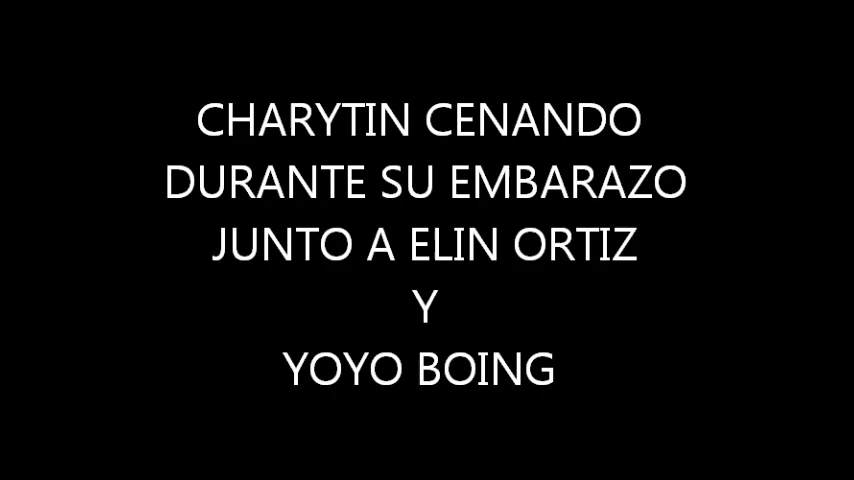 CHARYTIN CENANDO
DURANTE SU EMBARAZO
JUNTO A ELIN ORTIZ
Y
YOYO BOING